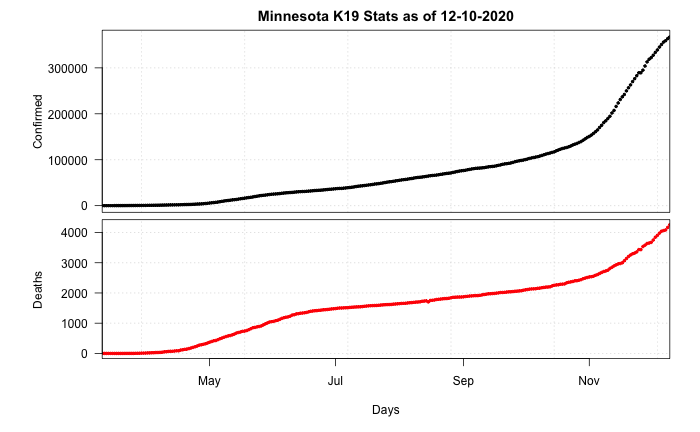 Minnesota K19 Stats as of 12-10-2020
Confirmed
300000
200000
100000
0
Deaths
4000
3000
2000
1000
0
May Jul Sep Nov
Days